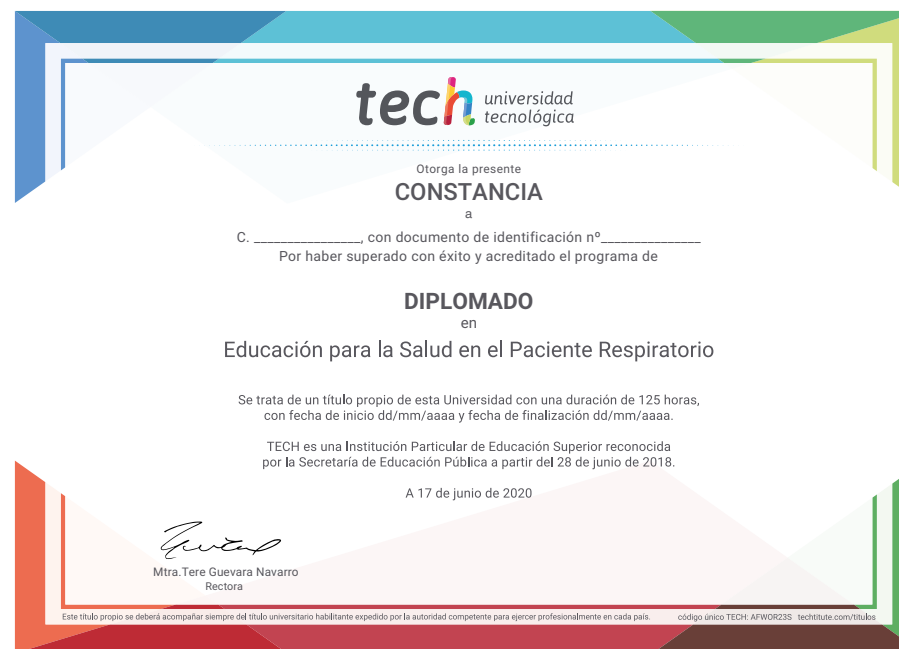 tech universidad
tecnológica
Otorga la presente
CONSTANCIA
a
C. ________________, con documento de identificación nº_______________
Por haber superado con éxito y acreditado el programa de
DIPLOMADO
en
Educación para la Salud en el Paciente Respiratorio
Se trata de un título propio de esta Universidad con una duración de 125 horas,
con fecha de inicio dd/mm/aaaa y fecha de finalización dd/mm/aaaa.
TECH es una Institución Particular de Educación Superior reconocida
por la Secretaría de Educación Pública a partir del 28 de junio de 2018.
A 17 de junio de 2020
Mtra.Tere Guevara Navarro
Rectora
Este título propio se deberá acompañar siempre del título universitario habilitante expedido por la autoridad competente para ejercer profesionalmente en cada país. código único TECH: AFWOR23S techtitute.com/titulos